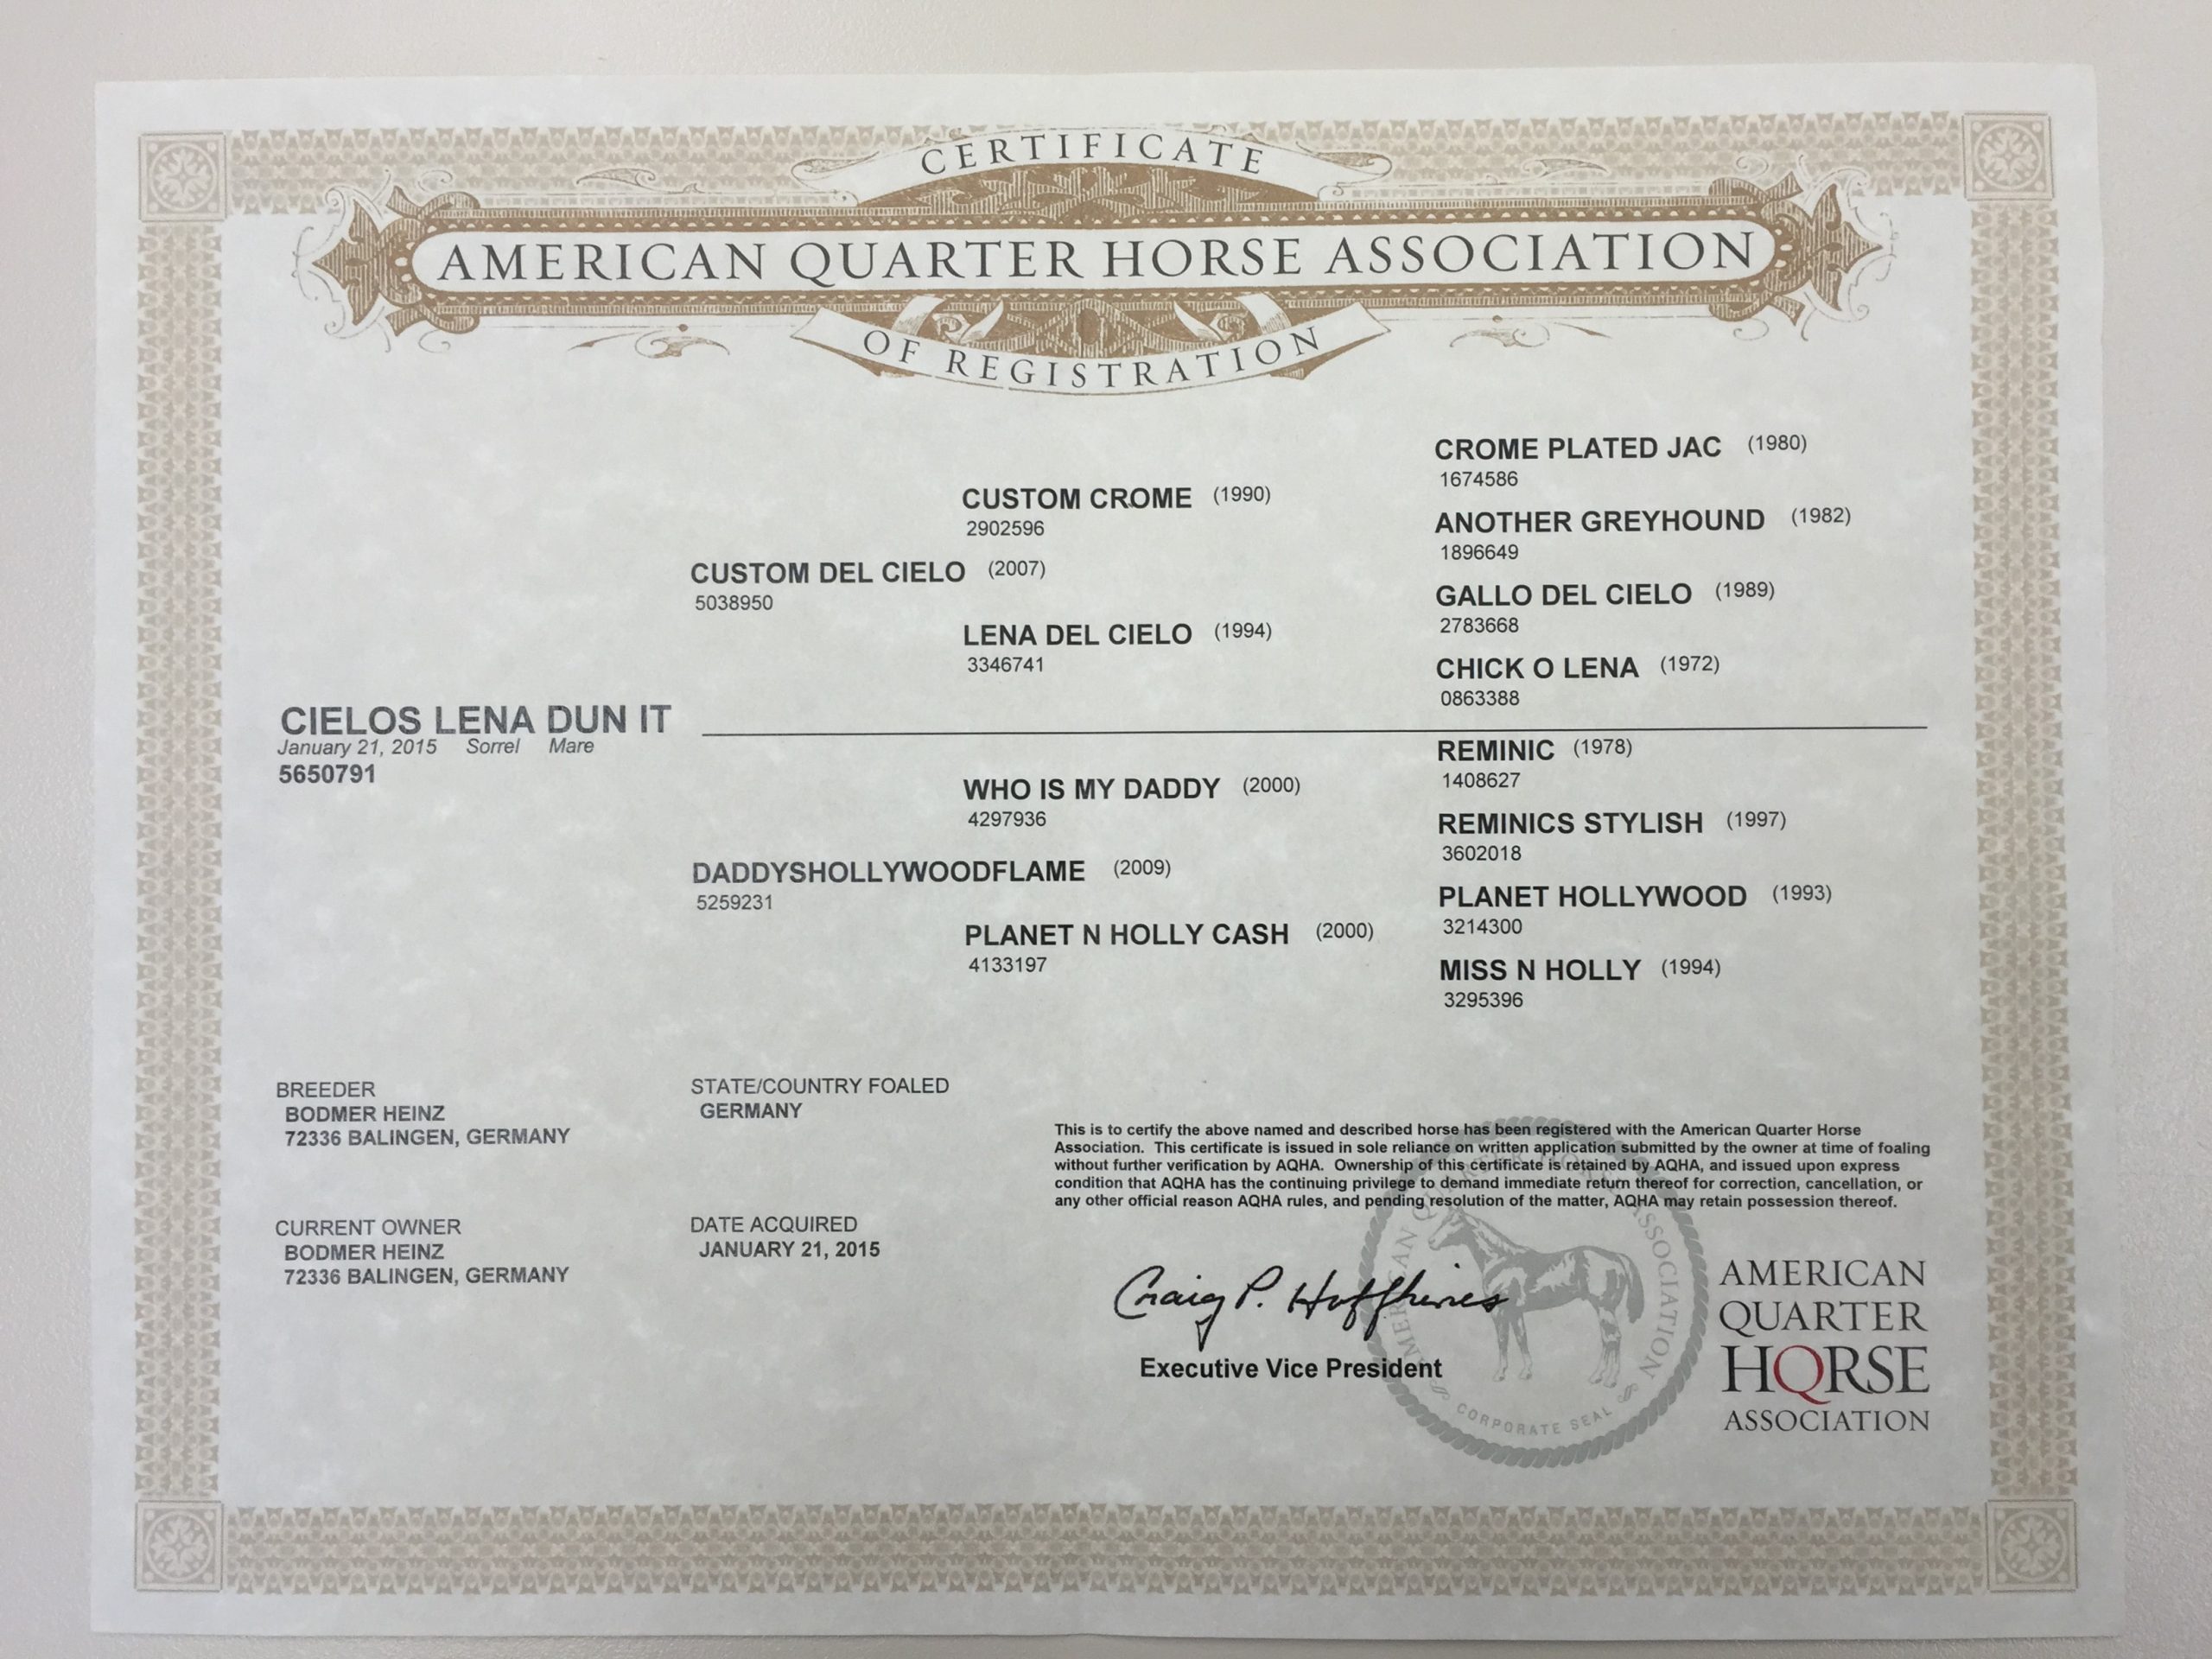 CERTIFICATE
AMERICAN QUARTER HORSE ASSOCIATION
OF REGISTRATION
CROME PLATED JAC (1980)
1674586
CUSTOM CROME (1990)
2902596
ANOTHER GREYHOUND (1982)
1896649
CUSTOM DEL CIELO (2007)
5038950
GALLO DEL CIELO (1989)
2783668
LENA DEL CIELO (1994)
3346741
CHICK O LENA (1972)
0863388
CIELOS LENA DUN IT
January 21, 2015 Sorrel Mare
5650791
REMINIC (1978)
1408627
WHO IS MY DADDY (2000)
4297936
REMINICS STYLISH (1997)
3602018
DADDYSHOLLYWOODFLAME (2009)
5259231
PLANET HOLLYWOOD (1993)
3214300
PLANET N HOLLY CASH (2000)
4133197
MISS N HOLLY (1994)
3295396
BREEDER
BODMER HEINZ
72336 BALINGEN, GERMANY
STATE/COUNTRY FOALED
GERMANY
CURRENT OWNER
BODMER HEINZ
72336 BALINGEN, GERMANY
DATE ACQUIRED
JANUARY 21, 2015
This is to certify the above named and described horse has been registered with the American Quarter Horse
Association. This certificate is issued in sole reliance on written application submitted by the owner at time of foaling
without further verification by AQHA. Ownership of this certificate is retained by AQHA, and issued upon express
condition that AQHA has the continuing privilege to demand immediate return thereof for correction, cancellation, or
any other official reason AQHA rules, and pending resolution of the matter, AQHA may retain possession thereof.
Craig P. Huffhines
Executive Vice President
AMERICAN QUARTER HORSE ASSOCIATION
CORPORATE SEAL
AMERICAN
QUARTER
HORSE
ASSOCIATION